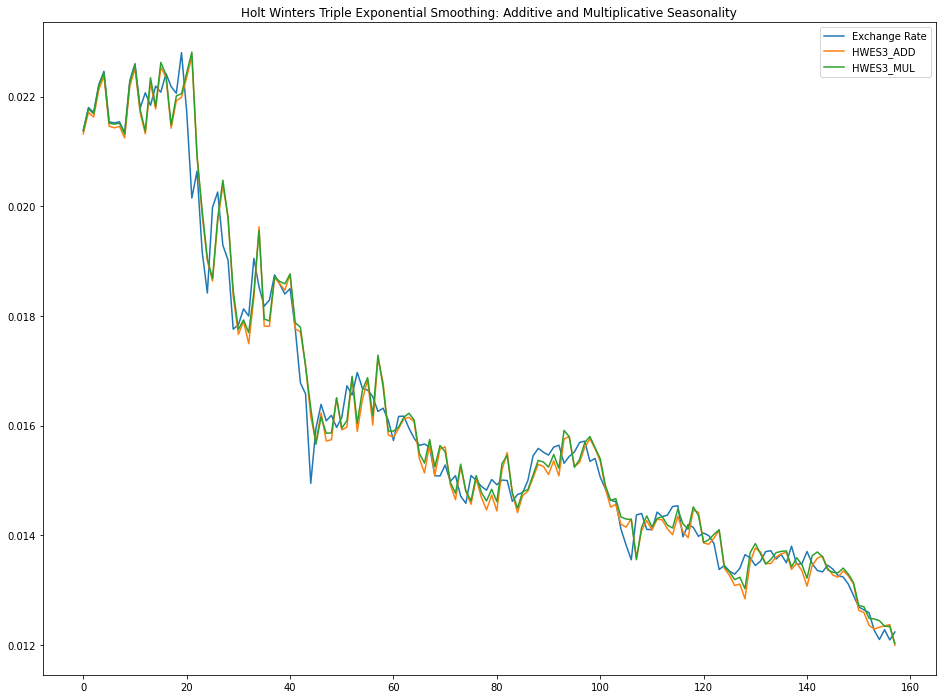 Holt Winters Triple Exponential Smoothing: Additive and Multiplicative Seasonality
Exchange Rate
HWES3_ADD
HWES3_MUL
0.022
0.020
0.018
0.016
0.014
0.012
0 20 40 60 80 100 120 140 160